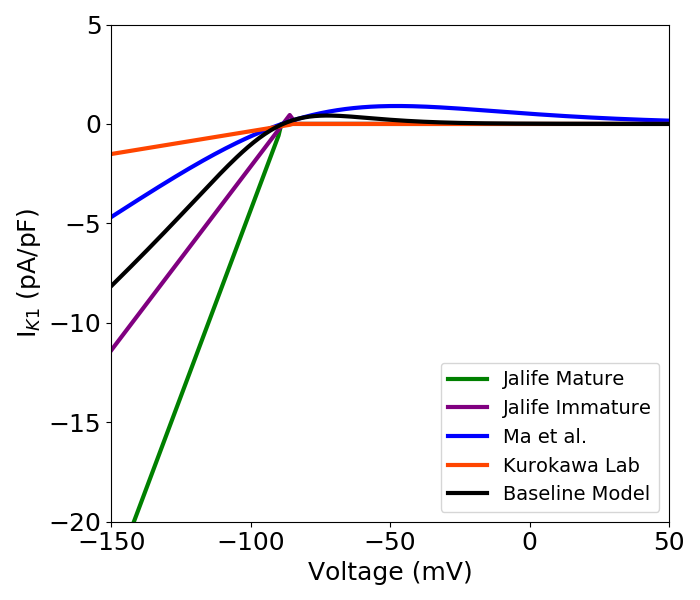 5
0
−5
−10
−15
−20
−150
−100
−50
0
50
I_{K1} (pA/pF)
Voltage (mV)
Jalife Mature
Jalife Immature
Ma et al.
Kurokawa Lab
Baseline Model